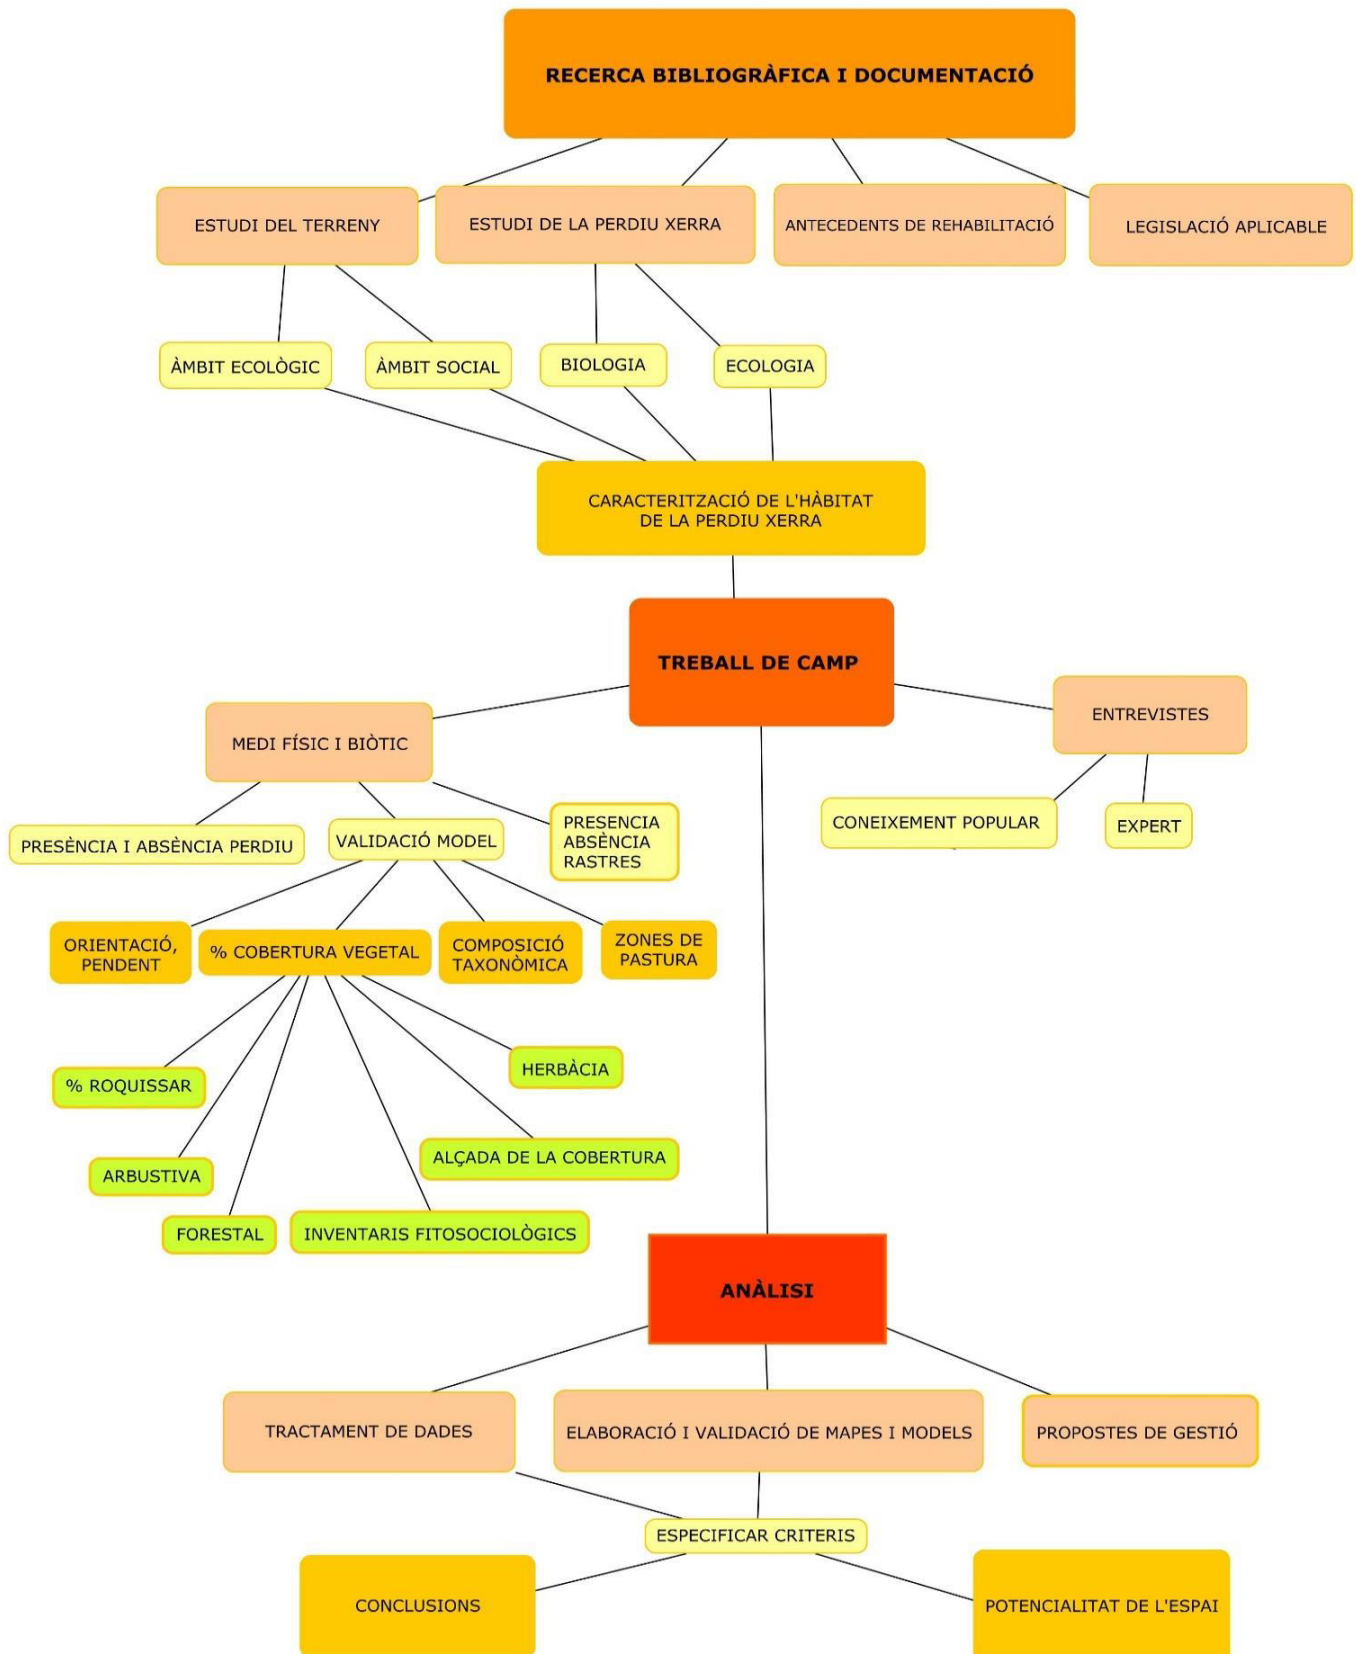 RECERCA BIBLIOGRÀFICA I DOCUMENTACIÓ
ESTUDI DEL TERRENY
ESTUDI DE LA PERDIU XERRA
ANTECEDENTS DE REHABILITACIÓ
LEGISLACIÓ APLICABLE
ÀMBIT ECOLÒGIC
ÀMBIT SOCIAL
BIOLOGIA
ECOLOGIA
CARACTERITZACIÓ DE L'HÀBITAT
DE LA PERDIU XERRA
TREBALL DE CAMP
MEDI FÍSIC I BIÒTIC
ENTREVISTES
PRESÈNCIA I ABSÈNCIA PERDIU
VALIDACIÓ MODEL
PRESENCIA
ABSÈNCIA
RASTRES
CONEIXEMENT POPULAR
EXPERT
ORIENTACIÓ,
PENDENT
% COBERTURA VEGETAL
COMPOSICIÓ
TAXONÒMICA
ZONES DE
PASTURA
% ROQUISSAR
HERBÀCIA
ARBUSTIVA
ALÇADA DE LA COBERTURA
FORESTAL
INVENTARIS FITOSOCIOLÒGICS
ANÀLISI
TRACTAMENT DE DADES
ELABORACIÓ I VALIDACIÓ DE MAPES I MODELS
PROPOSTES DE GESTIÓ
ESPECIFICAR CRITERIS
CONCLUSIONS
POTENCIALITAT DE L'ESPAI